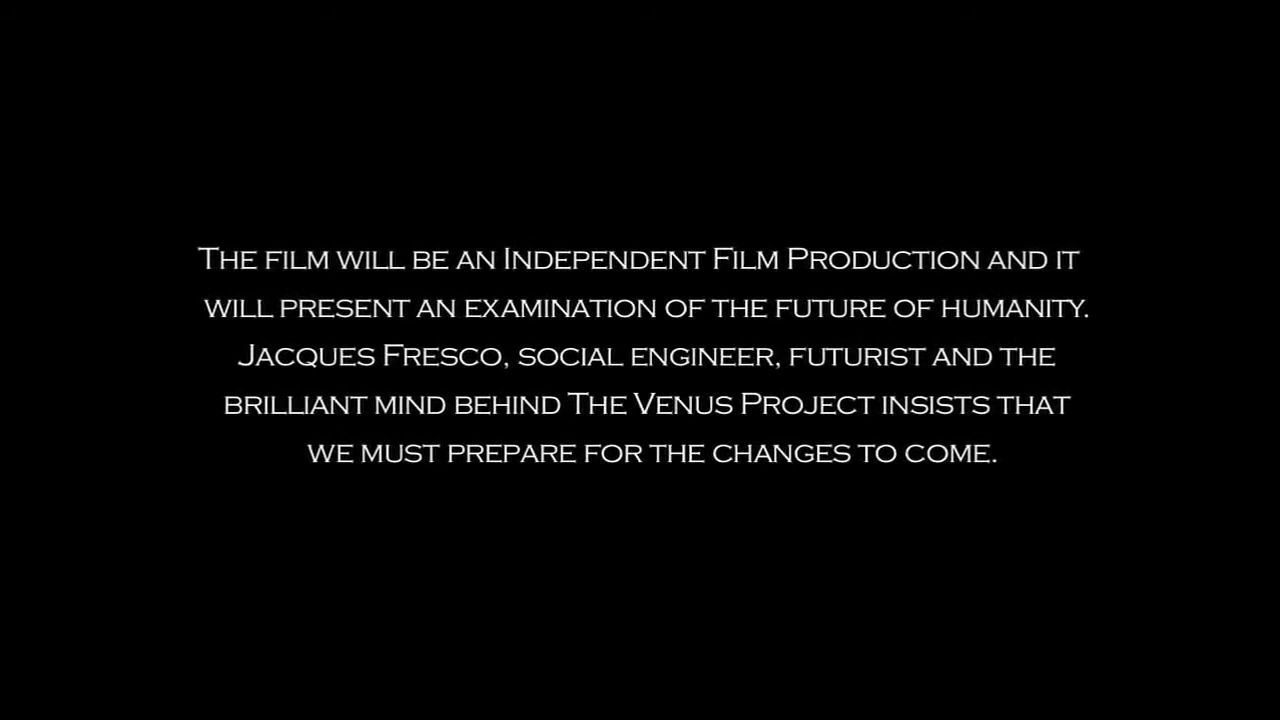 The film will be an Independent Film Production and it
will present an examination of the future of humanity.
Jacques Fresco, social engineer, futurist and the
brilliant mind behind The Venus Project insists that
we must prepare for the changes to come.